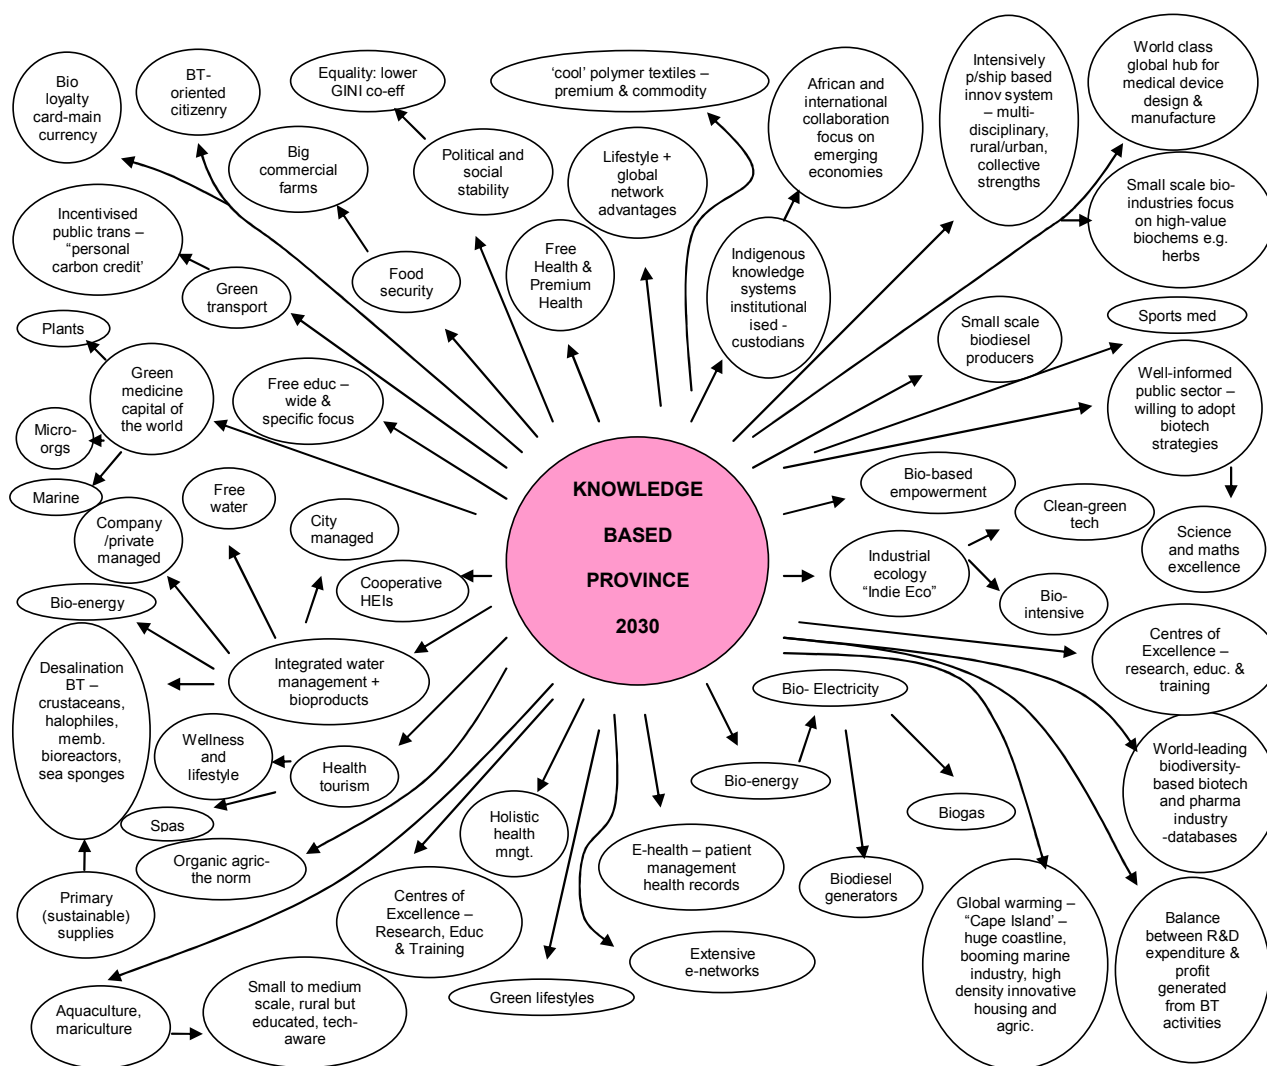 Bio
loyalty
card-main
currency
BT-
oriented
citizenry
Equality: lower
GINI co-eff
'cool' polymer textiles –
premium & commodity
African and
international
collaboration
focus on
emerging
economies
Intensively
p/ship based
innov system
– multi-
disciplinary,
rural/urban,
collective
strengths
World class
global hub for
medical device
design &
manufacture
Big
commercial
farms
Political and
social
stability
Lifestyle +
global
network
advantages
Small scale bio-
industries focus
on high-value
biochems e.g.
herbs
Incentivised
public trans –
"personal
carbon credit'
Green
transport
Food
security
Free
Health &
Premium
Health
Indigenous
knowledge
systems
institutional
ised -
custodians
Small scale
biodiesel
producers
Sports med
Plants
Green
medicine
capital of
the world
Free educ –
wide &
specific focus
Well-informed
public sector –
willing to adopt
biotech
strategies
Micro-
orgs
Marine
Company
/private
managed
Free
water
City
managed
Cooperative
HEIs
KNOWLEDGE
BASED
PROVINCE
2030
Bio-based
empowerment
Clean-green
tech
Industrial
ecology
"Indie Eco"
Science
and maths
excellence
Bio-
intensive
Bio-energy
Integrated water
management +
bioproducts
Centres of
Excellence –
research, educ. &
training
Desalination
BT –
crustaceans,
halophiles,
memb.
bioreactors,
sea sponges
Wellness
and
lifestyle
Health
tourism
Spas
Bio- Electricity
Bio-energy
Biogas
World-leading
biodiversity-
based biotech
and pharma
industry
-databases
Organic agric-
the norm
Holistic
health
mngt.
E-health – patient
management
health records
Biodiesel
generators
Primary
(sustainable)
supplies
Centres of
Excellence –
Research, Educ
& Training
Extensive
e-networks
Green lifestyles
Global warming –
"Cape Island' –
huge coastline,
booming marine
industry, high
density innovative
housing and
agric.
Balance
between R&D
expenditure &
profit
generated
from BT
activities
Aquaculture,
mariculture
Small to medium
scale, rural but
educated, tech-
aware